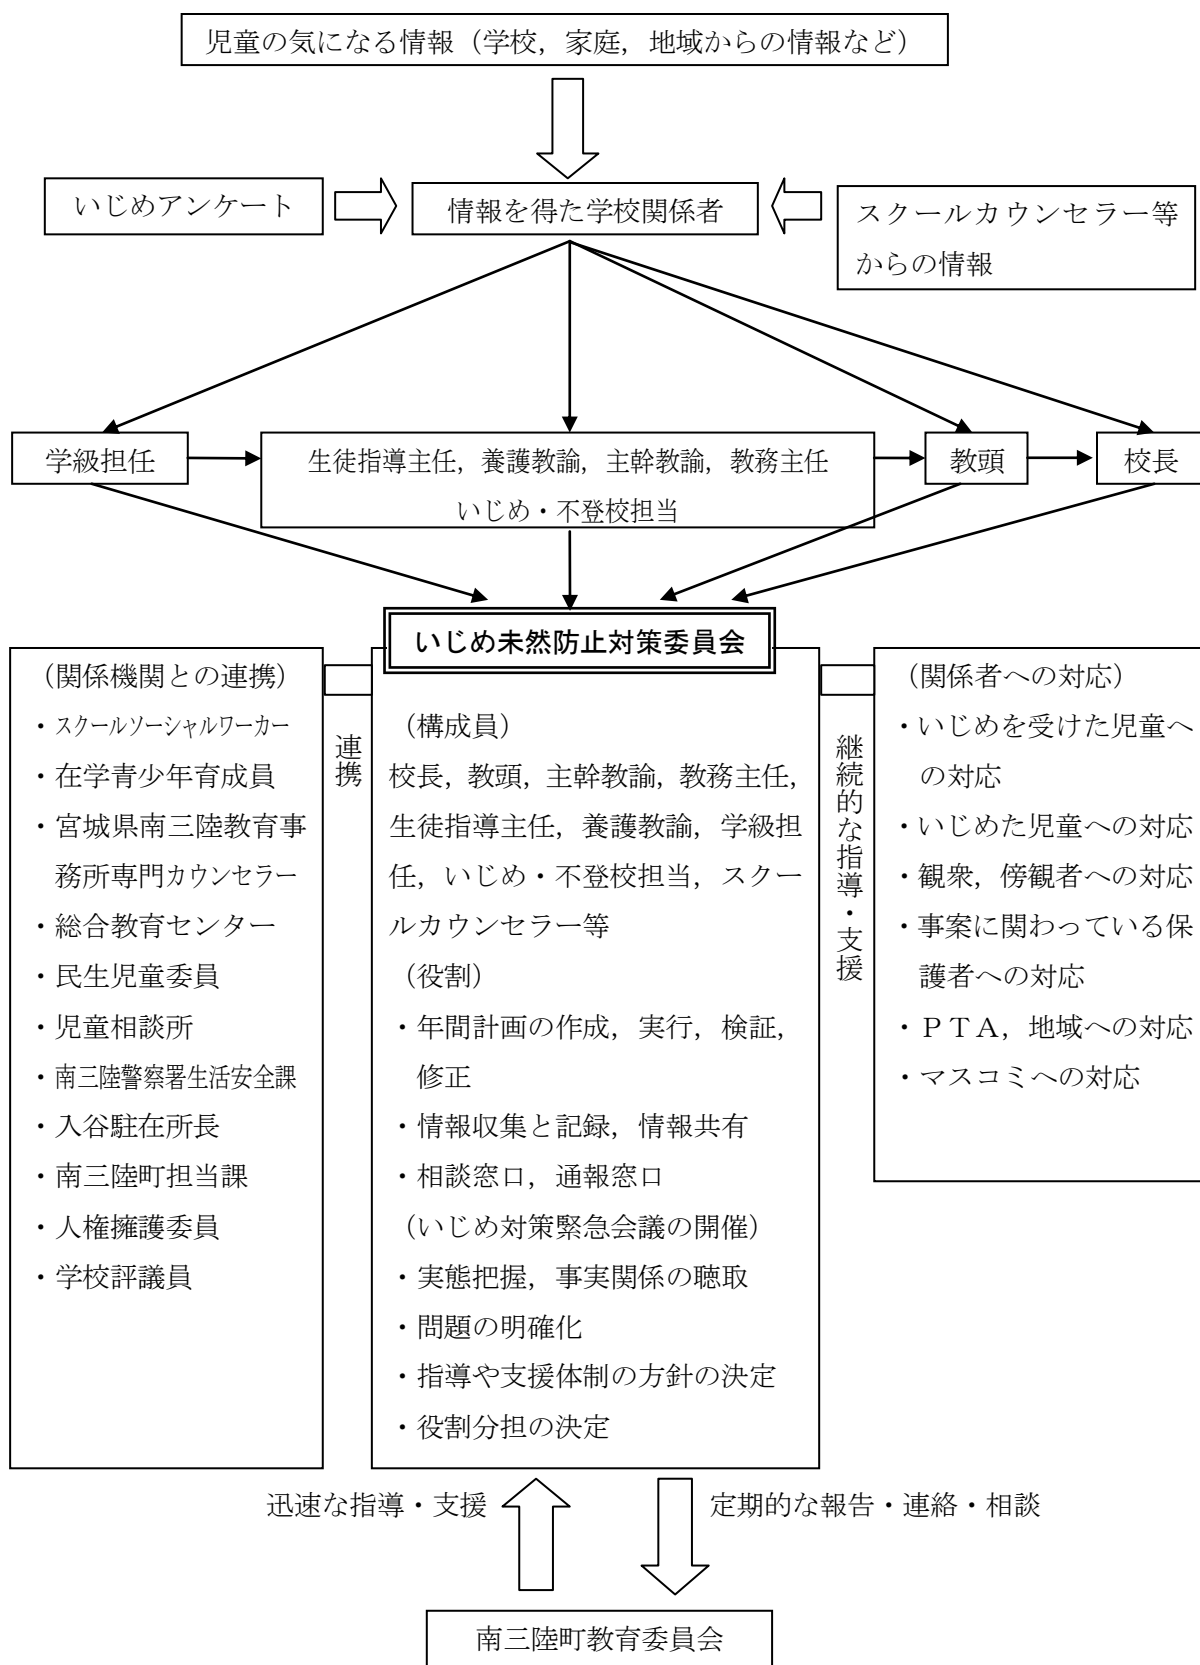 児童の気になる情報（学校，家庭，地域からの情報など）
いじめアンケート
情報を得た学校関係者
スクールカウンセラー等
からの情報
学級担任
生徒指導主任，養護教諭，主幹教諭，教務主任
いじめ・不登校担当
教頭
校長
いじめ未然防止対策委員会
（関係機関との連携）
・スクールソーシャルワーカー
・在学青少年育成員
・宮城県南三陸教育事
務所専門カウンセラー
・総合教育センター
・民生児童委員
・児童相談所
・南三陸警察署生活安全課
・入谷駐在所長
・南三陸町担当課
・人権擁護委員
・学校評議員
連携
（構成員）
校長，教頭，主幹教諭，教務主任，
生徒指導主任，養護教諭，学級担
任，いじめ・不登校担当，スクー
ルカウンセラー等
（役割）
・年間計画の作成，実行，検証，
修正
・情報収集と記録，情報共有
・相談窓口，通報窓口
（いじめ対策緊急会議の開催）
・実態把握，事実関係の聴取
・問題の明確化
・指導や支援体制の方針の決定
・役割分担の決定
継続的な指導・支援
（関係者への対応）
・いじめを受けた児童へ
の対応
・いじめた児童への対応
・観衆，傍観者への対応
・事案に関わっている保
護者への対応
・ＰＴＡ，地域への対応
・マスコミへの対応
迅速な指導・支援
定期的な報告・連絡・相談
南三陸町教育委員会